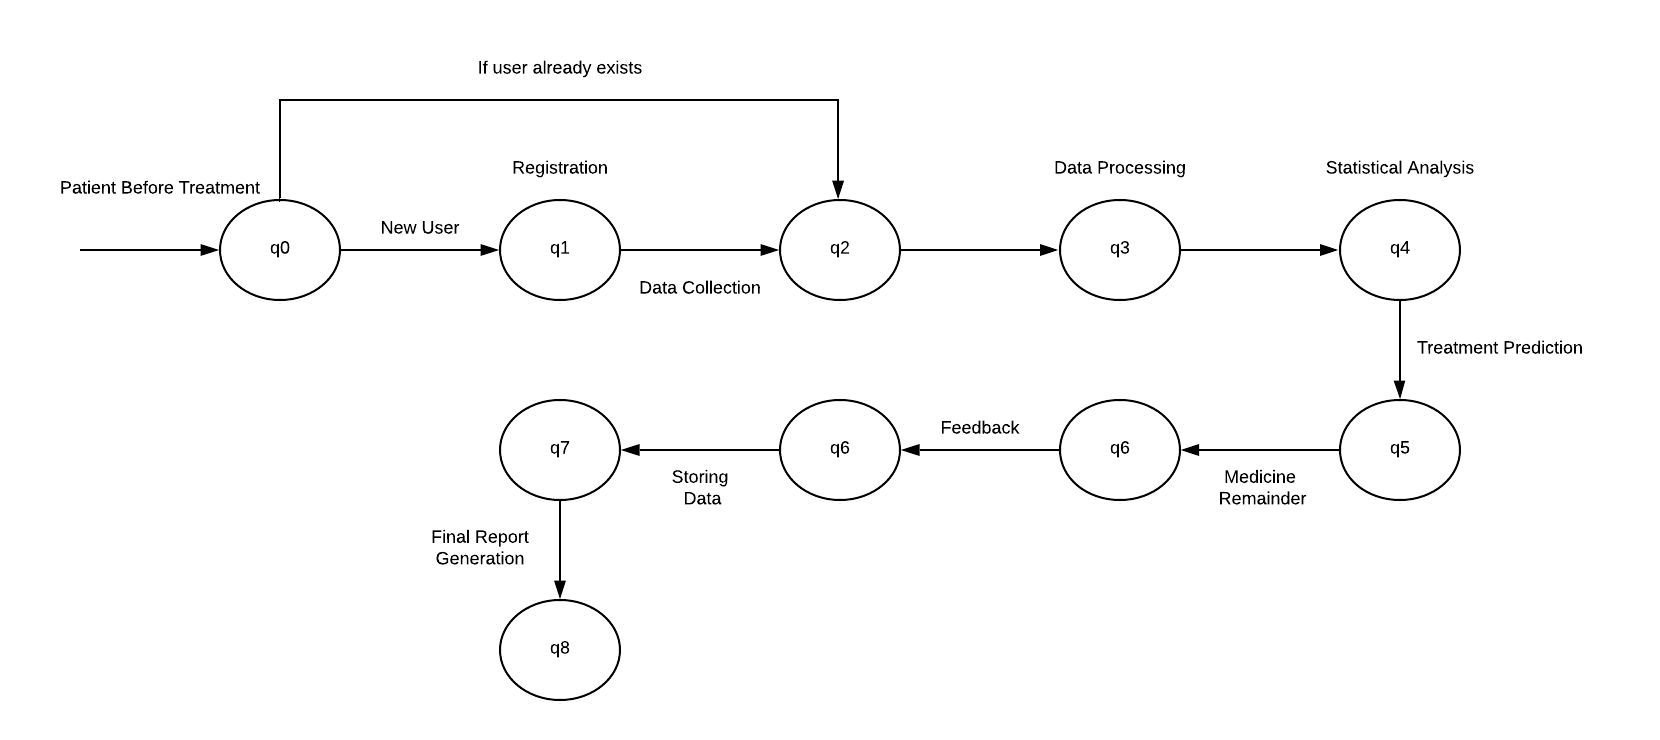 If user already exists
Registration
Data Processing
Statistical Analysis
Patient Before Treatment
New User
q0
q1
q2
q3
q4
Data Collection
Treatment Prediction
Feedback
q7
q6
q6
q5
Storing
Data
Medicine
Remainder
Final Report
Generation
q8